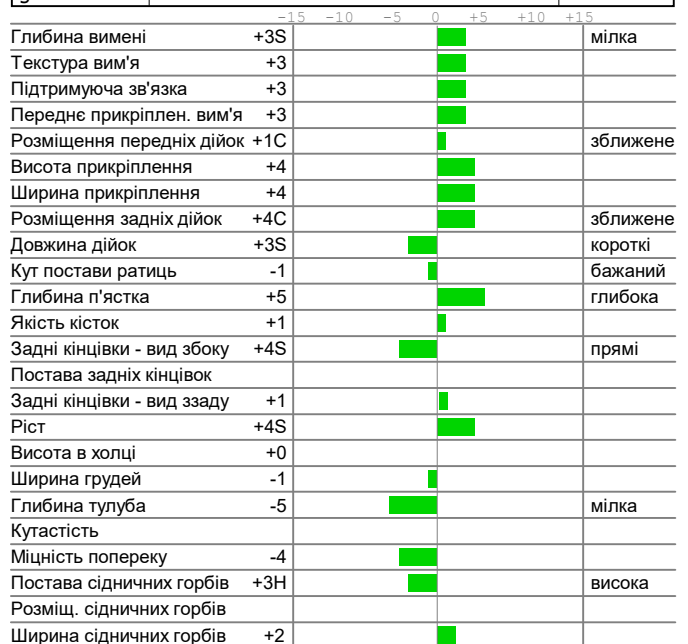 -15 -10 -5 0 +5 +10 +15
Глибина вимені +3S мілка
Текстура вим'я +3
Підтримуюча зв'язка +3
Переднє прикріплен. вим'я +3
Розміщення передніх дійок +1C зближене
Висота прикріплення +4
Ширина прикріплення +4
Розміщення задніх дійок +4C зближене
Довжина дійок +3S короткі
Кут постави ратиць -1 бажаний
Глибина п'ястка +5 глибока
Якість кісток +1
Задні кінцівки - вид збоку +4S прямі
Постава задніх кінцівок
Задні кінцівки - вид ззаду +1
Ріст +4S
Висота в холці +0
Ширина грудей -1
Глибина тулуба -5 мілка
Кутастість
Міцність попереку -4
Постава сідничних горбів +3H висока
Розміщ. сідничних горбів
Ширина сідничних горбів +2